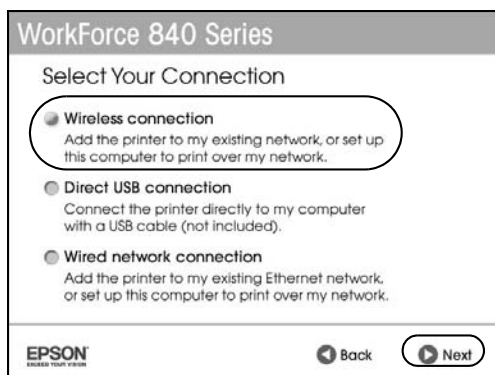 WorkForce 840 Series
Select Your Connection
Wireless connection
Add the printer to my existing network, or set up
this computer to print over my network.
Direct USB connection
Connect the printer directly to my computer
with a USB cable (not included).
Wired network connection
Add the printer to my existing Ethernet network,
or set up this computer to print over my network.
EPSON
EXCEED YOUR VISION
Back
Next